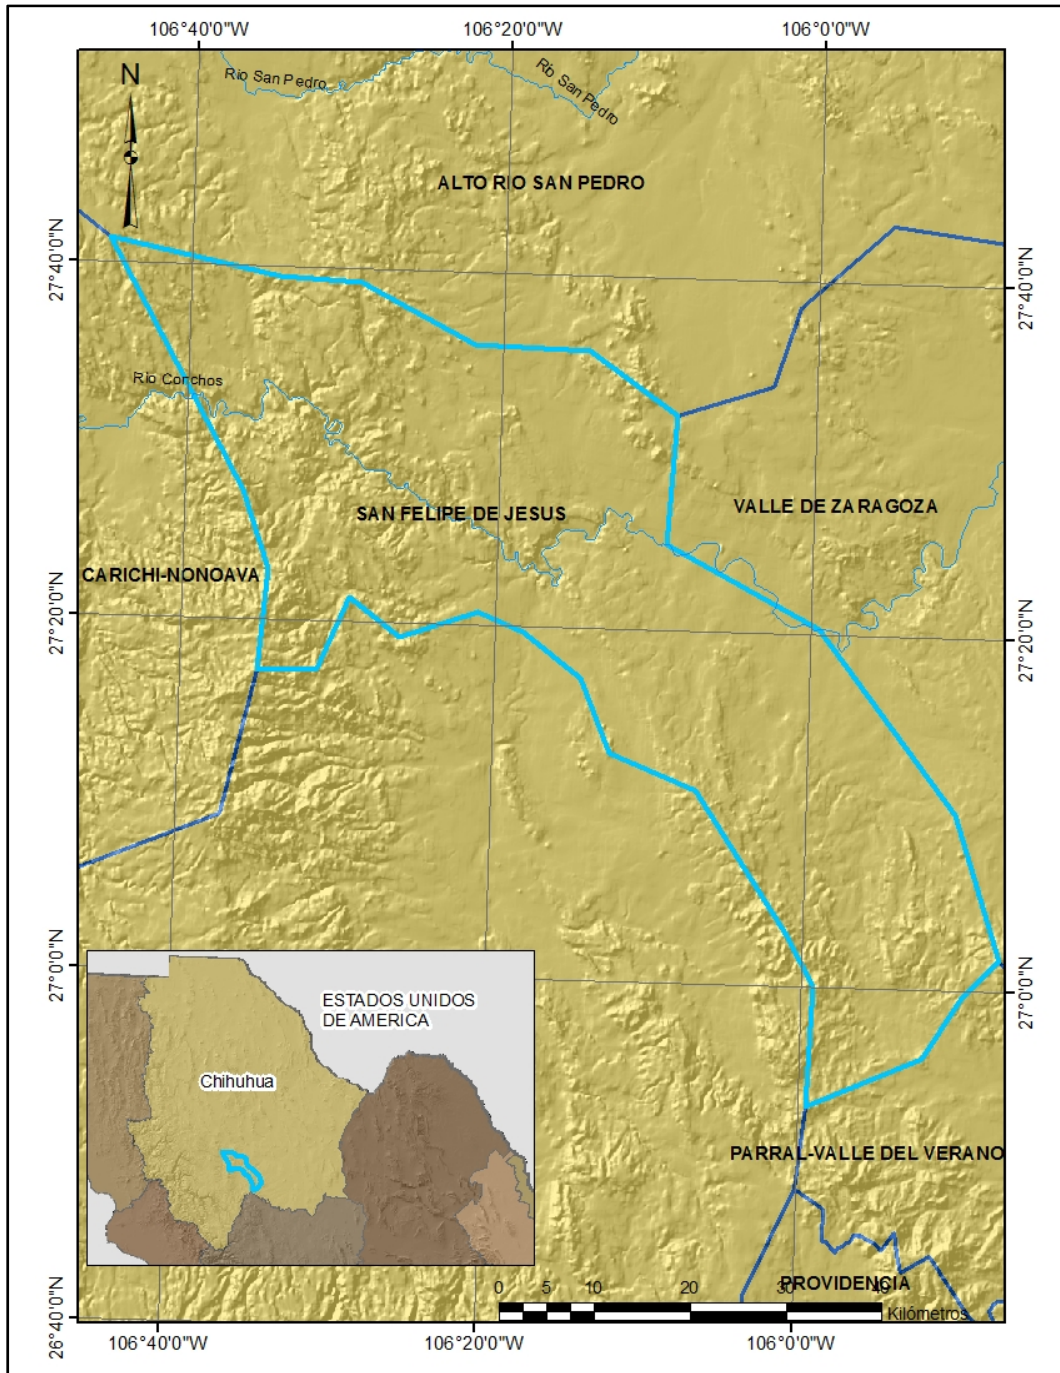 106°40'0"W
106°20'0"W
106°0'0"W
N
Rio San Pedro
Rio San Pedro
ALTO RIO SAN PEDRO
27°40'0"N
27°40'0"N
Rio Conchos
SAN FELIPE DE JESUS
VALLE DE ZARAGOZA
CARICHI-NONOAVA
27°20'0"N
27°20'0"N
27°0'0"N
27°0'0"N
ESTADOS UNIDOS
DE AMERICA
Chihuhua
PARRAL-VALLE DEL VERANO
PROVIDENCIA
0 5 10 20 30 40
Kilómetros
26°40'0"N
106°40'0"W
106°20'0"W
106°0'0"W